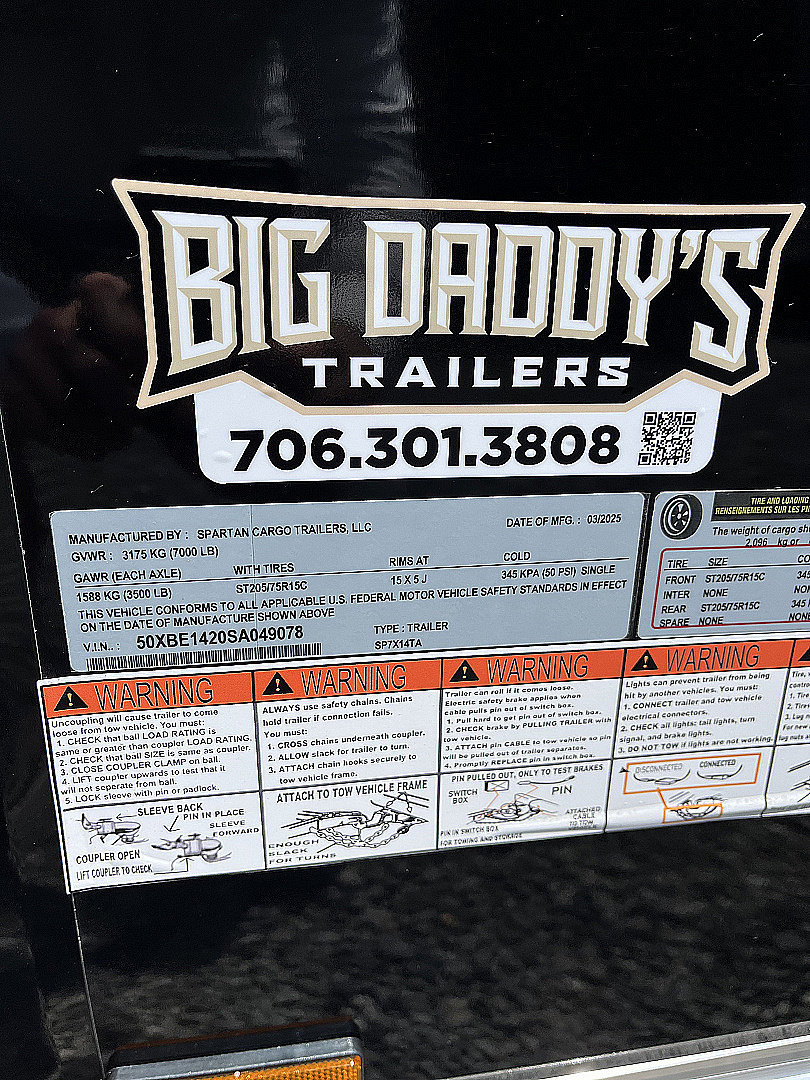 BIG DADDY'S
TRAILERS
706.301.3808
MANUFACTURED BY : SPARTAN CARGO TRAILERS, LLC DATE OF MFG. : 03/2025
GVWR : 3175 KG (7000 LB)
GAWR (EACH AXLE) WITH TIRES RIMS AT COLD
1588 KG (3500 LB) ST205/75R15C 15 X 5 J 345 KPA (50 PSI) SINGLE
THIS VEHICLE CONFORMS TO ALL APPLICABLE U.S. FEDERAL MOTOR VEHICLE SAFETY STANDARDS IN EFFECT
ON THE DATE OF MANUFACTURE SHOWN ABOVE
V.I.N.: 50XBE1420SA049078 TYPE : TRAILER
SP7X14TA
TIRE AND LOADING
RENSEIGNEMENTS SUR LES
The weight of cargo
2,096 kg or
TIRE SIZE
FRONT ST205/75R15C 345
INTER NONE
REAR ST205/75R15C 345
SPARE NONE
WARNING
Uncoupling will cause trailer to come
loose from tow vehicle. You must:
1. CHECK that ball LOAD RATING is
same or greater than coupler LOAD RATING.
2. CHECK that ball SIZE is same as coupler.
3. CLOSE COUPLER CLAMP on ball.
4. LIFT coupler upwards to test that it
will not seperate from ball.
5. LOCK sleeve with pin or padlock.
SLEEVE BACK
PIN IN PLACE
SLEEVE
FORWARD
COUPLER OPEN
LIFT COUPLER TO CHECK
WARNING
ALWAYS use safety chains. Chains
hold trailer if connection fails.
You must:
1. CROSS chains underneath coupler.
2. ALLOW slack for trailer to turn.
3. ATTACH chain hooks securely to
tow vehicle frame.
ATTACH TO TOW VEHICLE FRAME
ENOUGH
SLACK
FOR TURNS
WARNING
Trailer can roll if it comes loose.
Electric safety brake applies when
cable pulls pin out of switch box.
1. Pull hard to get pin out of switch box.
2. CHECK brake by PULLING TRAILER with
tow vehicle.
3. ATTACH pin CABLE to tow vehicle so pin
will be pulled out of trailer separates.
4. Promptly REPLACE pin in switch box.
PIN PULLED OUT, ONLY TO TEST BRAKES
SWITCH
BOX
PIN
ATTACHED
CABLE
TO TOW
PIN IN SWITCH BOX
FOR TOWING AND STORAGE
WARNING
Lights can prevent trailer from being
hit by another vehicles. You must:
1. CONNECT trailer and tow vehicle
electrical connectors.
2. CHECK all lights: tail lights, turn
signal, and brake lights.
3. DO NOT TOW if lights are not working.
DISCONNECTED CONNECTED